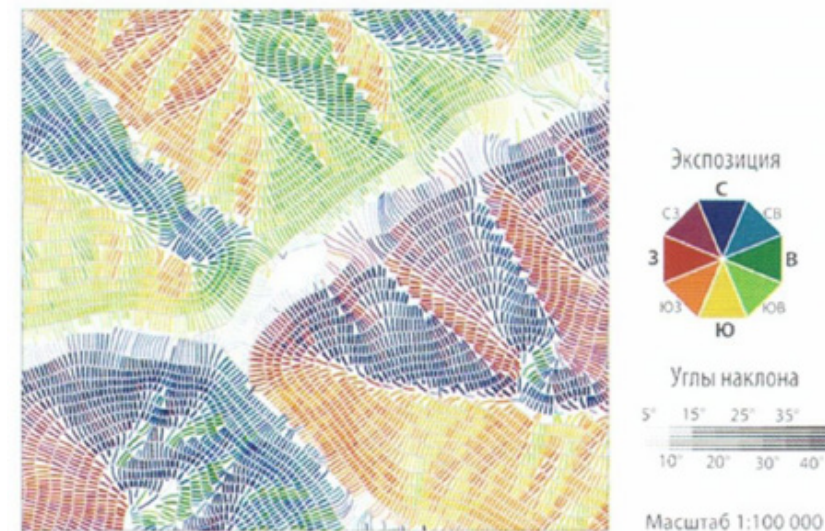 Экспозиция
С
СЗ СВ
З В
ЮЗ ЮВ
Ю
Углы наклона
5° 15° 25° 35°
10° 20° 30° 40°
Масштаб 1:100 000